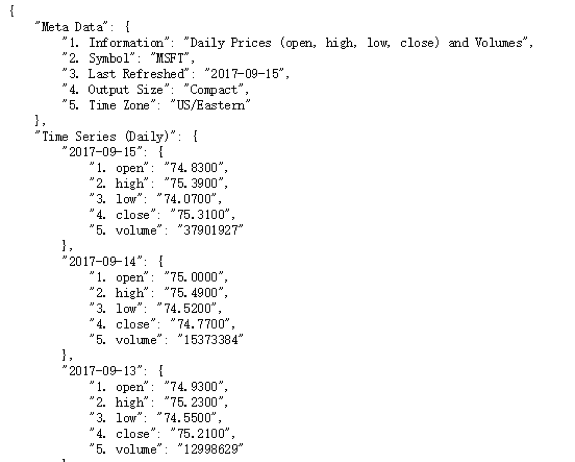 {
"Meta Data": {
"1. Information": "Daily Prices (open, high, low, close) and Volumes",
"2. Symbol": "MSFT",
"3. Last Refreshed": "2017-09-15",
"4. Output Size": "Compact",
"5. Time Zone": "US/Eastern"
},
"Time Series (Daily)": {
"2017-09-15": {
"1. open": "74.8300",
"2. high": "75.3900",
"3. low": "74.0700",
"4. close": "75.3100",
"5. volume": "37901927"
},
"2017-09-14": {
"1. open": "75.0000",
"2. high": "75.4900",
"3. low": "74.5200",
"4. close": "74.7700",
"5. volume": "15373384"
},
"2017-09-13": {
"1. open": "74.9300",
"2. high": "75.2300",
"3. low": "74.5500",
"4. close": "75.2100",
"5. volume": "12998629"